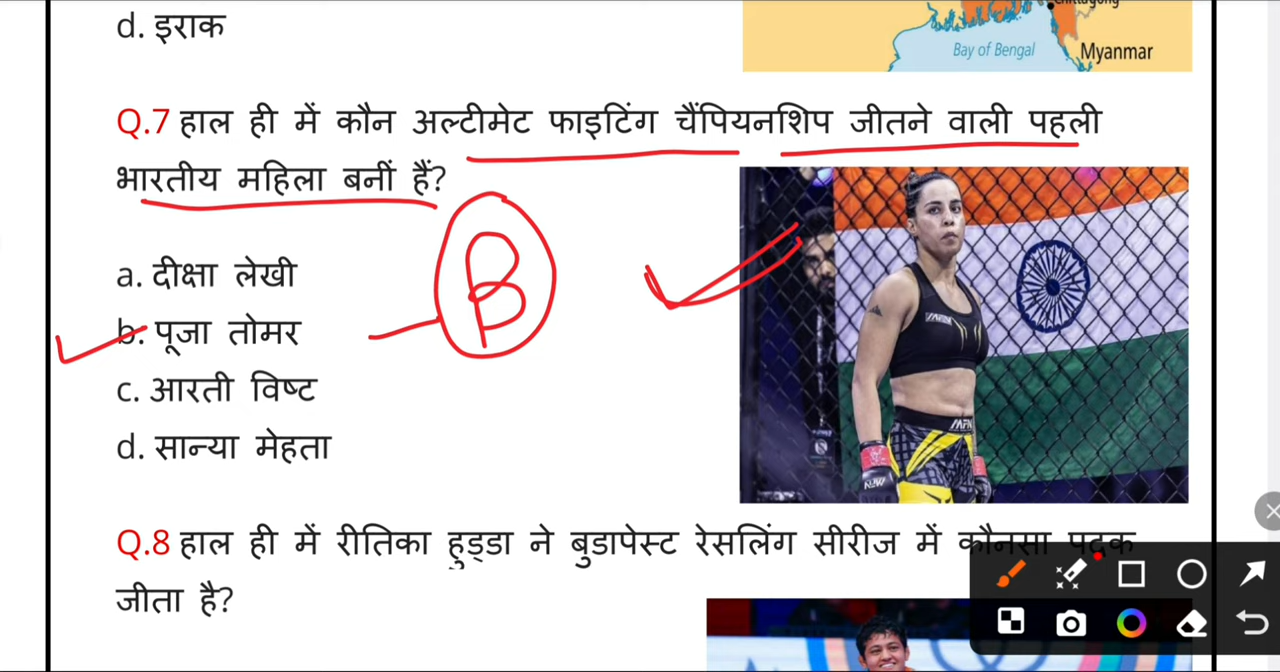 d. इराक
Bay of Bengal
Myanmar
Q.7 हाल ही में कौन अल्टीमेट फाइटिंग चैंपियनशिप जीतने वाली पहली
भारतीय महिला बनीं हैं?
B
a. दीक्षा लेखी
b. पूजा तोमर
c. आरती विष्ट
d. सान्या मेहता
MFN
Q.8 हाल ही में रीतिका हुड्डा ने बुडापेस्ट रेसलिंग सीरीज में कौनसा पदक
जीता है?